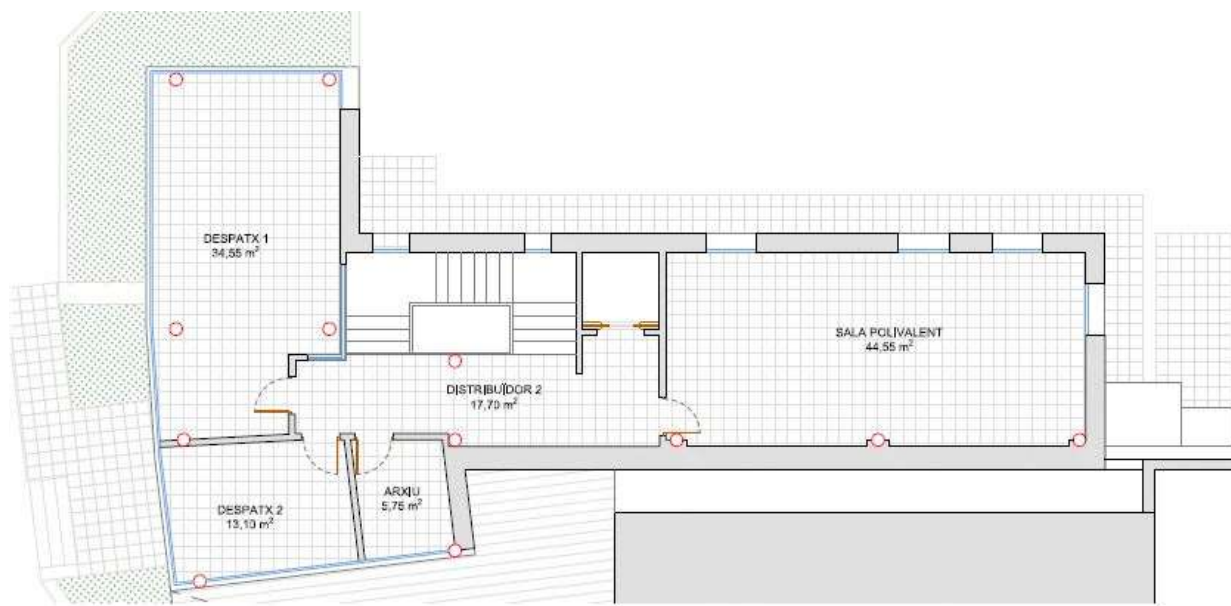 DESPATX 1
34,55 m²
SALA POLIVALENT
44,55 m²
DISTRIBUÏDOR 2
17,70 m²
ARXIU
5,75 m²
DESPATX 2
13,10 m²